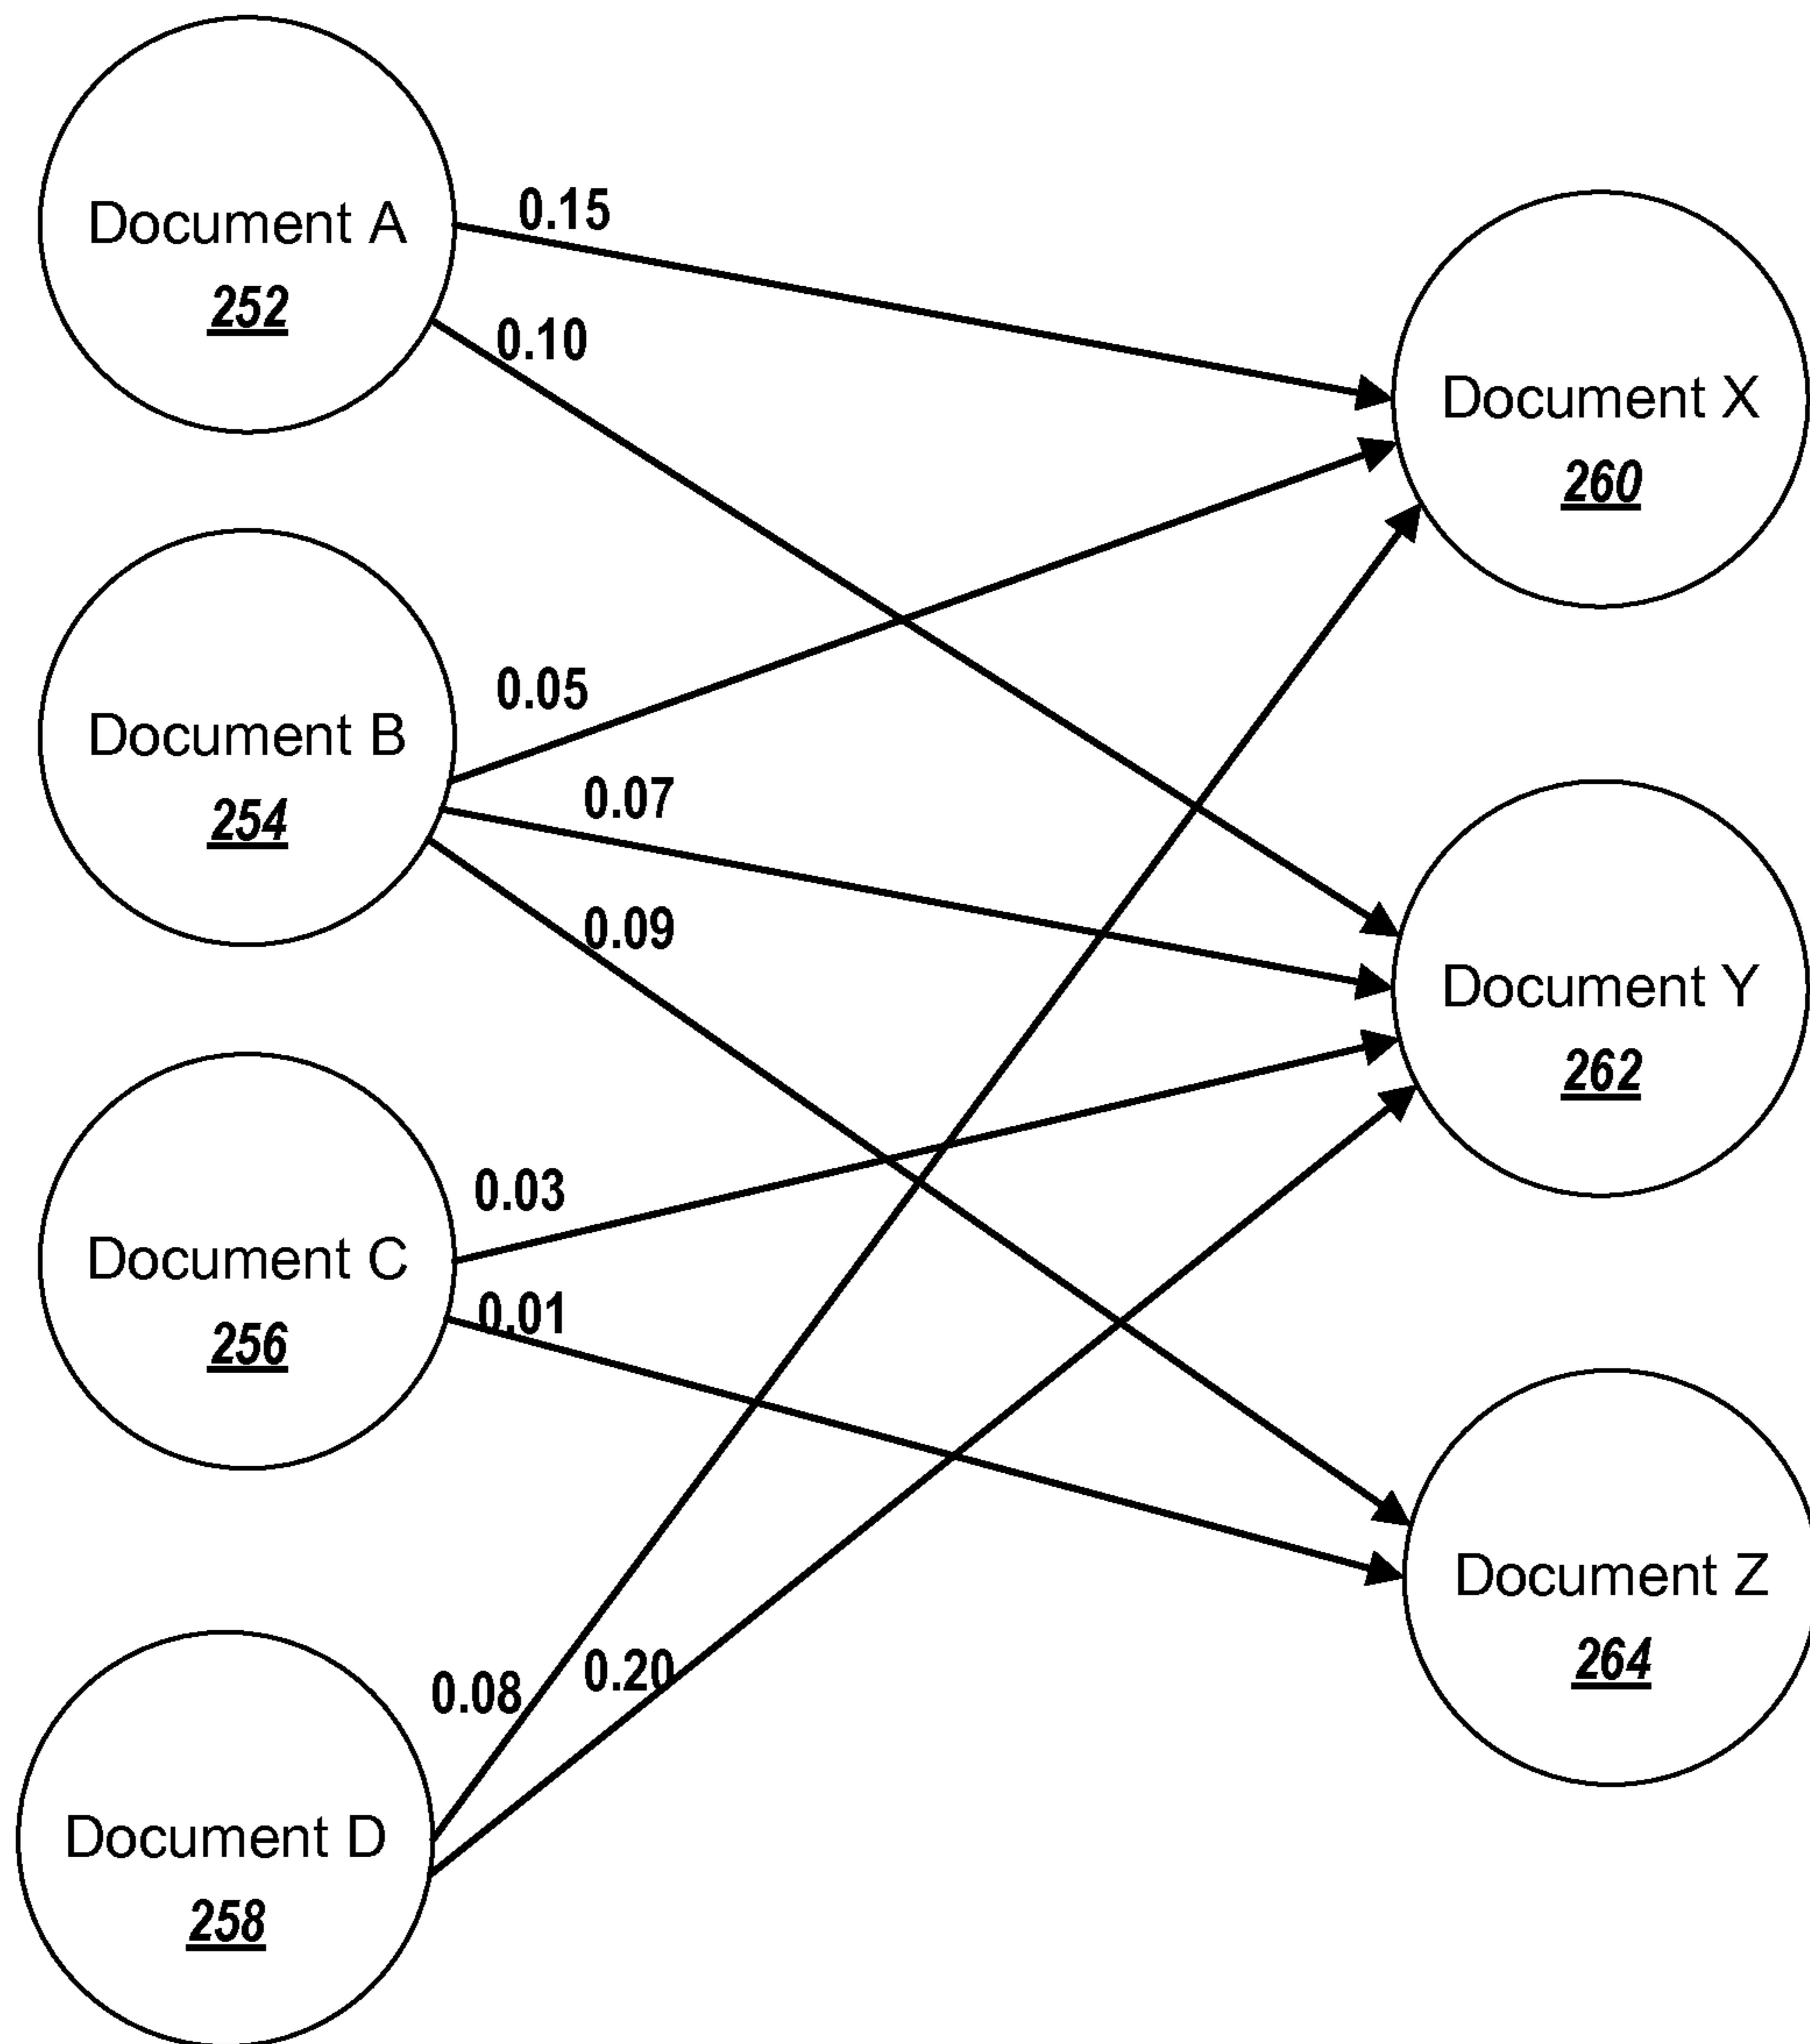 Document A
252
0.15
0.10
Document X
260
Document B
254
0.05
0.07
0.09
Document Y
262
Document C
256
0.03
0.01
Document Z
264
0.08
0.20
Document D
258